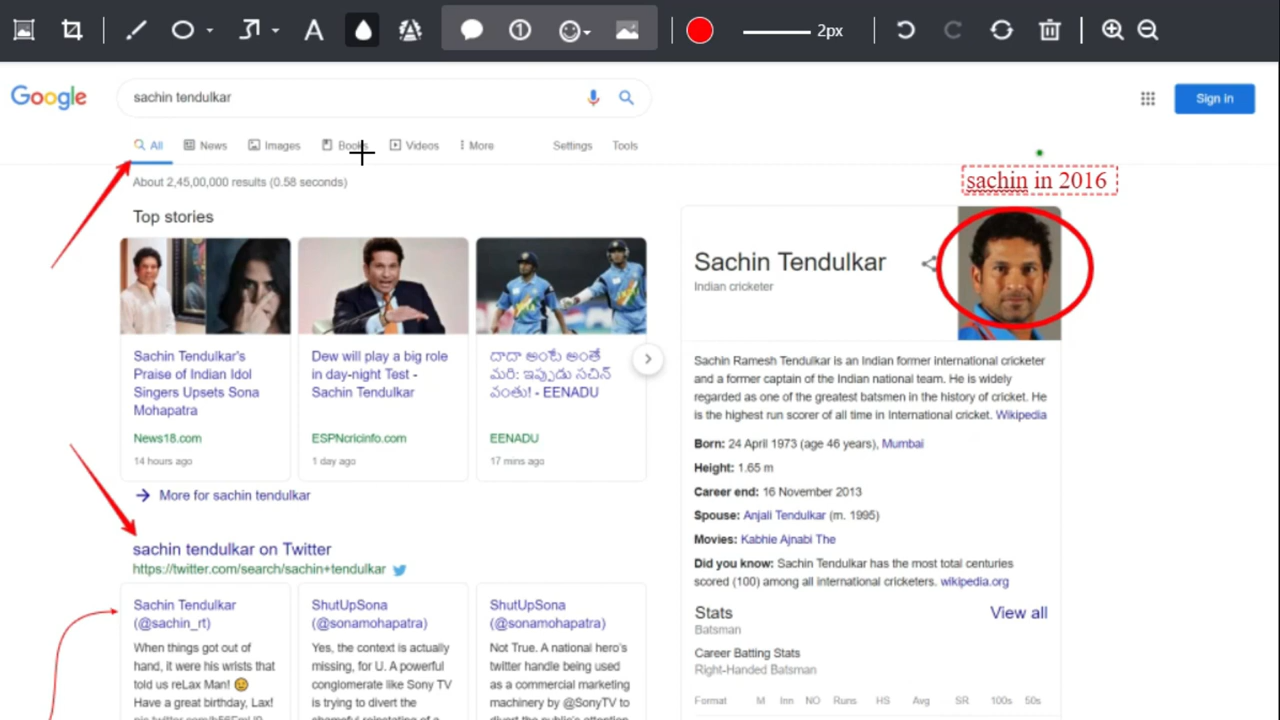 2px
Google
sachin tendulkar
Sign in
All News Images Books Videos More Settings Tools
About 2,45,00,000 results (0.58 seconds)
sachin in 2016
Top stories
Sachin Tendulkar's
Praise of Indian Idol
Singers Upsets Sona
Mohapatra
News18.com
14 hours ago
Dew will play a big role
in day-night Test -
Sachin Tendulkar
ESPNcricinfo.com
1 day ago
దాదా అంటే అంతే
మరి: ఇప్పుడు సచిన్
వంతు! - EENADU
EENADU
17 mins ago
More for sachin tendulkar
sachin tendulkar on Twitter
https://twitter.com/search/sachin+tendulkar
Sachin Tendulkar
(@sachin_rt)
When things got out of
hand, it were his wrists that
told us reLax Man! 😊
Have a great birthday, Lax!
ShutUpSona
(@sonamohapatra)
Yes, the context is actually
missing, for U. A powerful
conglomerate like Sony TV
is trying to divert the
ShutUpSona
(@sonamohapatra)
Not True. A national hero's
twitter handle being used
as a commercial marketing
machinery by @SonyTV to
Sachin Tendulkar
Indian cricketer
Sachin Ramesh Tendulkar is an Indian former international cricketer
and a former captain of the Indian national team. He is widely
regarded as one of the greatest batsmen in the history of cricket. He
is the highest run scorer of all time in International cricket. Wikipedia
Born: 24 April 1973 (age 46 years), Mumbai
Height: 1.65 m
Career end: 16 November 2013
Spouse: Anjali Tendulkar (m. 1995)
Movies: Kabhie Ajnabi The
Did you know: Sachin Tendulkar has the most total centuries
scored (100) among all international cricketers. wikipedia.org
Stats View all
Batsman
Career Batting Stats
Right-Handed Batsman
Format M Inn NO Runs HS Avg SR 100s 50s